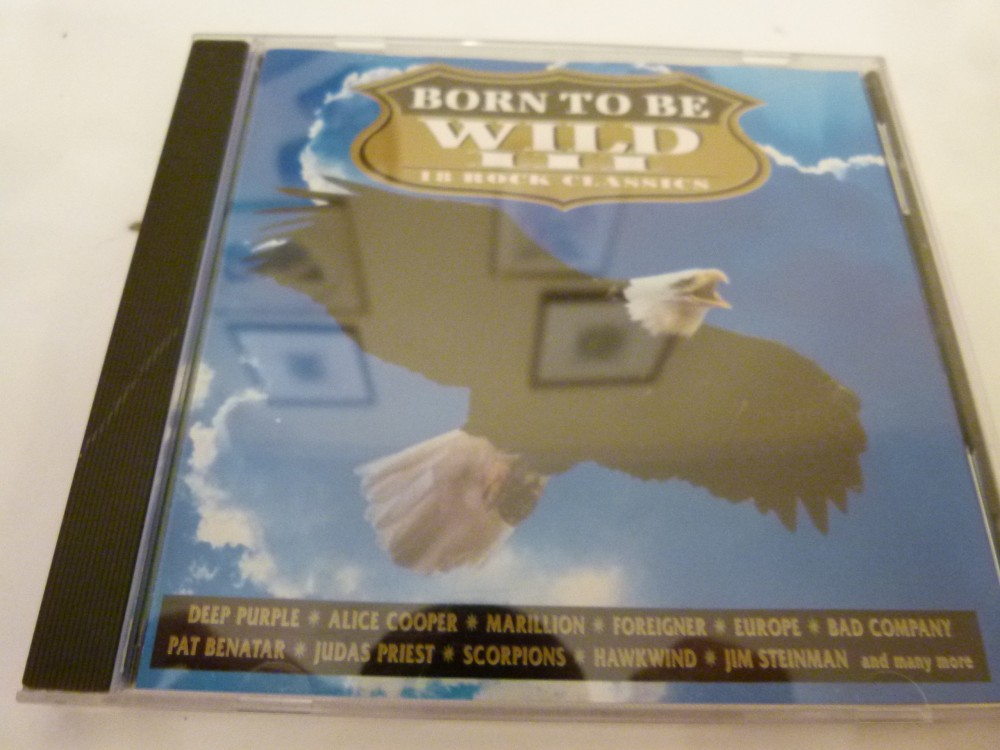 BORN TO BE
WILD
III
18 ROCK CLASSICS
DEEP PURPLE * ALICE COOPER * MARILLION * FOREIGNER * EUROPE * BAD COMPANY
PAT BENATAR * JUDAS PRIEST * SCORPIONS * HAWKWIND * JIM STEINMAN and many more